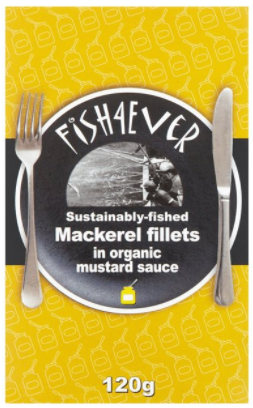 FISH4EVER
Sustainably-fished
Mackerel fillets
in organic
mustard sauce
120g